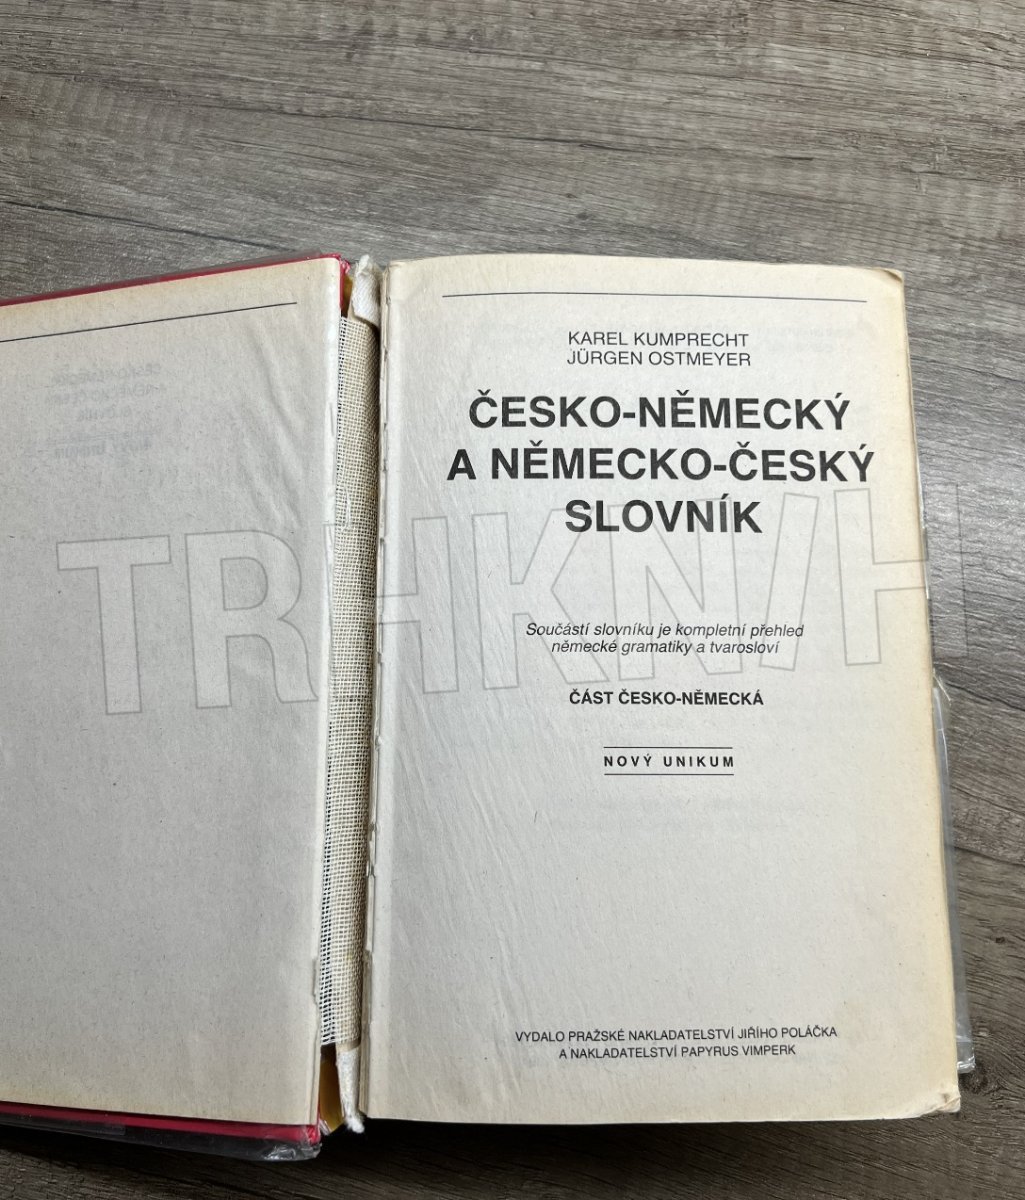 KAREL KUMPRECHT
JÜRGEN OSTMEYER
ČESKO-NĚMECKÝ
A NĚMECKO-ČESKÝ
SLOVNÍK
TRHKNIH
Součástí slovníku je kompletní přehled
německé gramatiky a tvarosloví
ČÁST ČESKO-NĚMECKÁ
NOVÝ UNIKUM
VYDALO PRAŽSKÉ NAKLADATELSTVÍ JIŘÍHO POLÁČKA
A NAKLADATELSTVÍ PAPYRUS VIMPERK